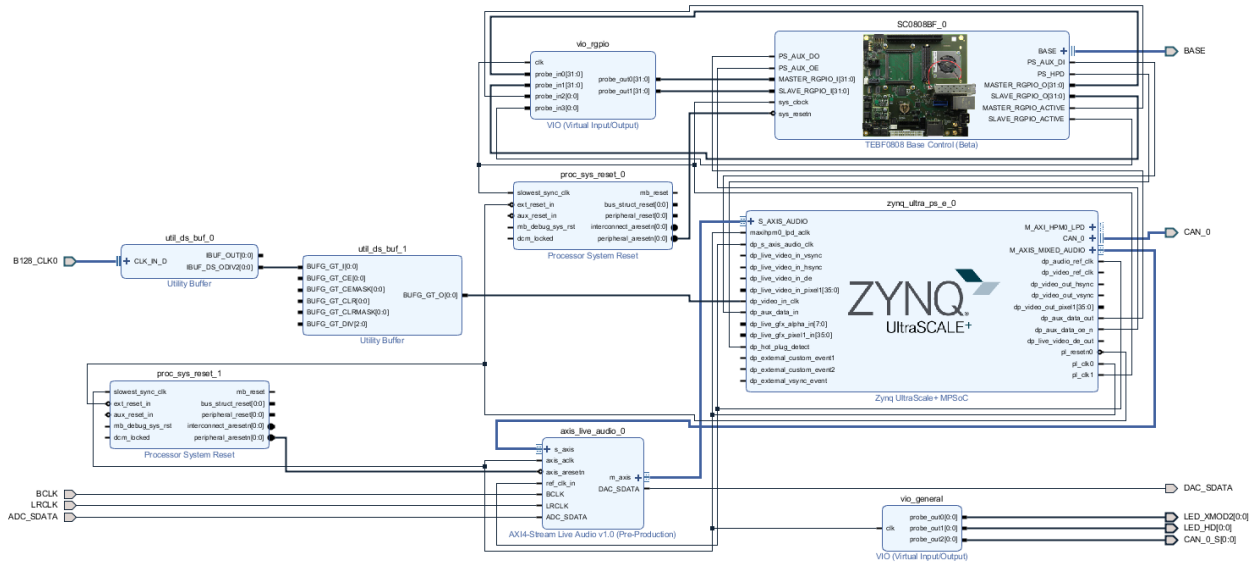 SC0808BF_0
vio_rgpio
clk
probe_in0[31:0]
probe_in1[31:0]
probe_in2[0:0]
probe_in3[0:0]
probe_out0[31:0]
probe_out1[31:0]
VIO (Virtual Input/Output)
PS_AUX_DO
PS_AUX_OE
MASTER_RGPIO_I[31:0]
SLAVE_RGPIO_I[31:0]
sys_clock
sys_resetn
BASE
PS_AUX_DI
PS_HPD
MASTER_RGPIO_O[31:0]
SLAVE_RGPIO_O[31:0]
MASTER_RGPIO_ACTIVE
SLAVE_RGPIO_ACTIVE
TEBF0808 Base Control (Beta)
BASE
proc_sys_reset_0
slowest_sync_clk
ext_reset_in
aux_reset_in
mb_debug_sys_rst
dcm_locked
mb_reset
bus_struct_reset[0:0]
peripheral_reset[0:0]
interconnect_aresetn[0:0]
peripheral_aresetn[0:0]
Processor System Reset
zynq_ultra_ps_e_0
S_AXIS_AUDIO
maxihpm0_lpd_aclk
dp_s_axis_audio_clk
dp_live_video_in_vsync
dp_live_video_in_hsync
dp_live_video_in_de
dp_live_video_in_pixel1[35:0]
dp_video_in_clk
dp_aux_data_in
dp_live_gfx_alpha_in[7:0]
dp_live_gfx_pixel1_in[35:0]
dp_hot_plug_detect
dp_external_custom_event1
dp_external_custom_event2
dp_external_vsync_event
ZYNQ
UltraSCALE+
M_AXI_HPM0_LPD
CAN_0
M_AXIS_MIXED_AUDIO
dp_audio_ref_clk
dp_video_ref_clk
dp_video_out_hsync
dp_video_out_vsync
dp_video_out_pixel1[35:0]
dp_aux_data_out
dp_aux_data_oe_n
dp_live_video_de_out
pl_resetn0
pl_clk0
pl_clk1
Zynq UltraScale+ MPSoC
CAN_0
B128_CLK0
util_ds_buf_0
CLK_IN_D
IBUF_OUT[0:0]
IBUF_DS_ODIV2[0:0]
Utility Buffer
util_ds_buf_1
BUFG_GT_I[0:0]
BUFG_GT_CE[0:0]
BUFG_GT_CEMASK[0:0]
BUFG_GT_CLR[0:0]
BUFG_GT_CLRMASK[0:0]
BUFG_GT_DIV[2:0]
BUFG_GT_O[0:0]
Utility Buffer
proc_sys_reset_1
slowest_sync_clk
ext_reset_in
aux_reset_in
mb_debug_sys_rst
dcm_locked
mb_reset
bus_struct_reset[0:0]
peripheral_reset[0:0]
interconnect_aresetn[0:0]
peripheral_aresetn[0:0]
Processor System Reset
axis_live_audio_0
s_axis
axis_aclk
axis_aresetn
ref_clk_in
BCLK
LRCLK
ADC_SDATA
m_axis
DAC_SDATA
AXI4-Stream Live Audio v1.0 (Pre-Production)
BCLK
LRCLK
ADC_SDATA
DAC_SDATA
vio_general
clk
probe_out0[0:0]
probe_out1[0:0]
probe_out2[0:0]
VIO (Virtual Input/Output)
LED_XMOD2[0:0]
LED_HD[0:0]
CAN_0_S[0:0]